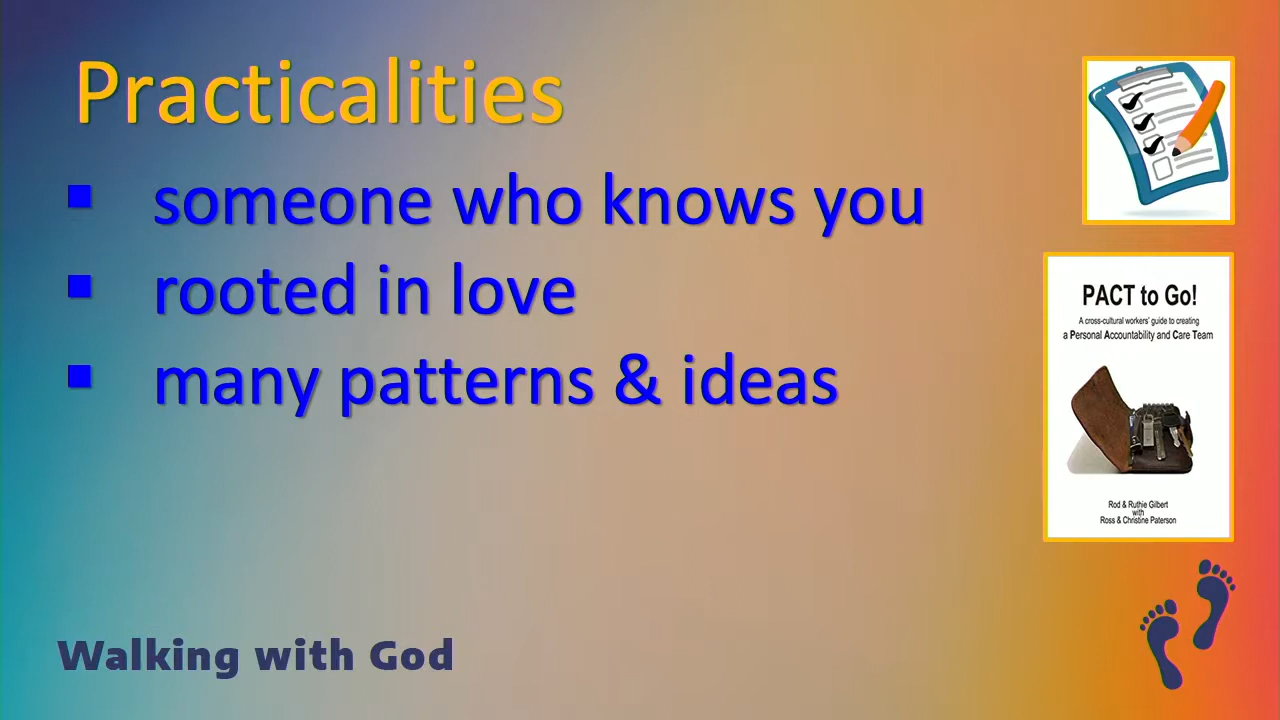 Practicalities
▪ someone who knows you
▪ rooted in love
▪ many patterns & ideas
PACT to Go!
A cross-cultural workers' guide to creating
a Personal Accountability and Care Team
Rod & Ruthie Gilbert
with
Ross & Christine Paterson
Walking with God